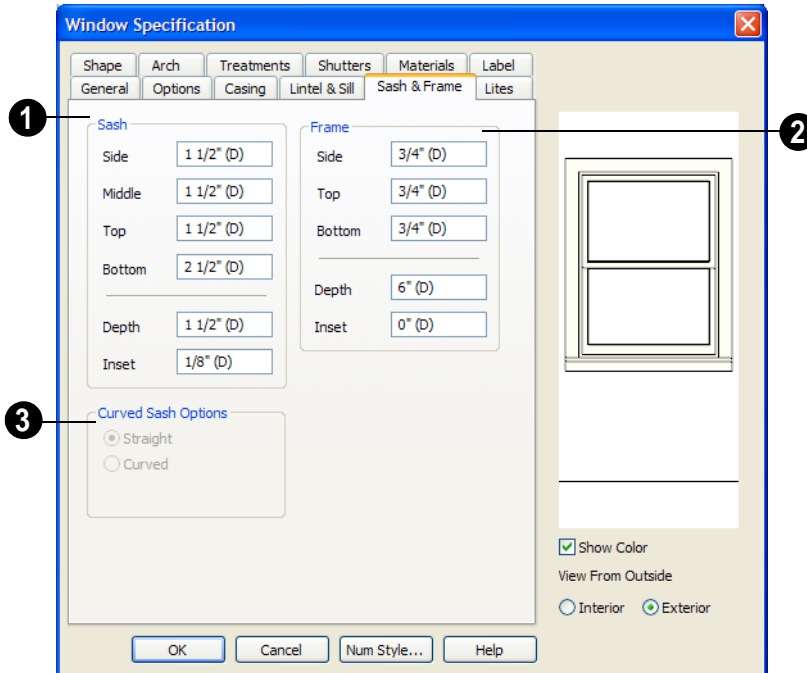 Window Specification
Shape Arch Treatments Shutters Materials Label
General Options Casing Lintel & Sill Sash & Frame Lites
1
Sash
Side 1 1/2" (D)
Middle 1 1/2" (D)
Top 1 1/2" (D)
Bottom 2 1/2" (D)
Depth 1 1/2" (D)
Inset 1/8" (D)
2
Frame
Side 3/4" (D)
Top 3/4" (D)
Bottom 3/4" (D)
Depth 6" (D)
Inset 0" (D)
3
Curved Sash Options
Straight
Curved
Show Color
View From Outside
Interior Exterior
OK Cancel Num Style... Help